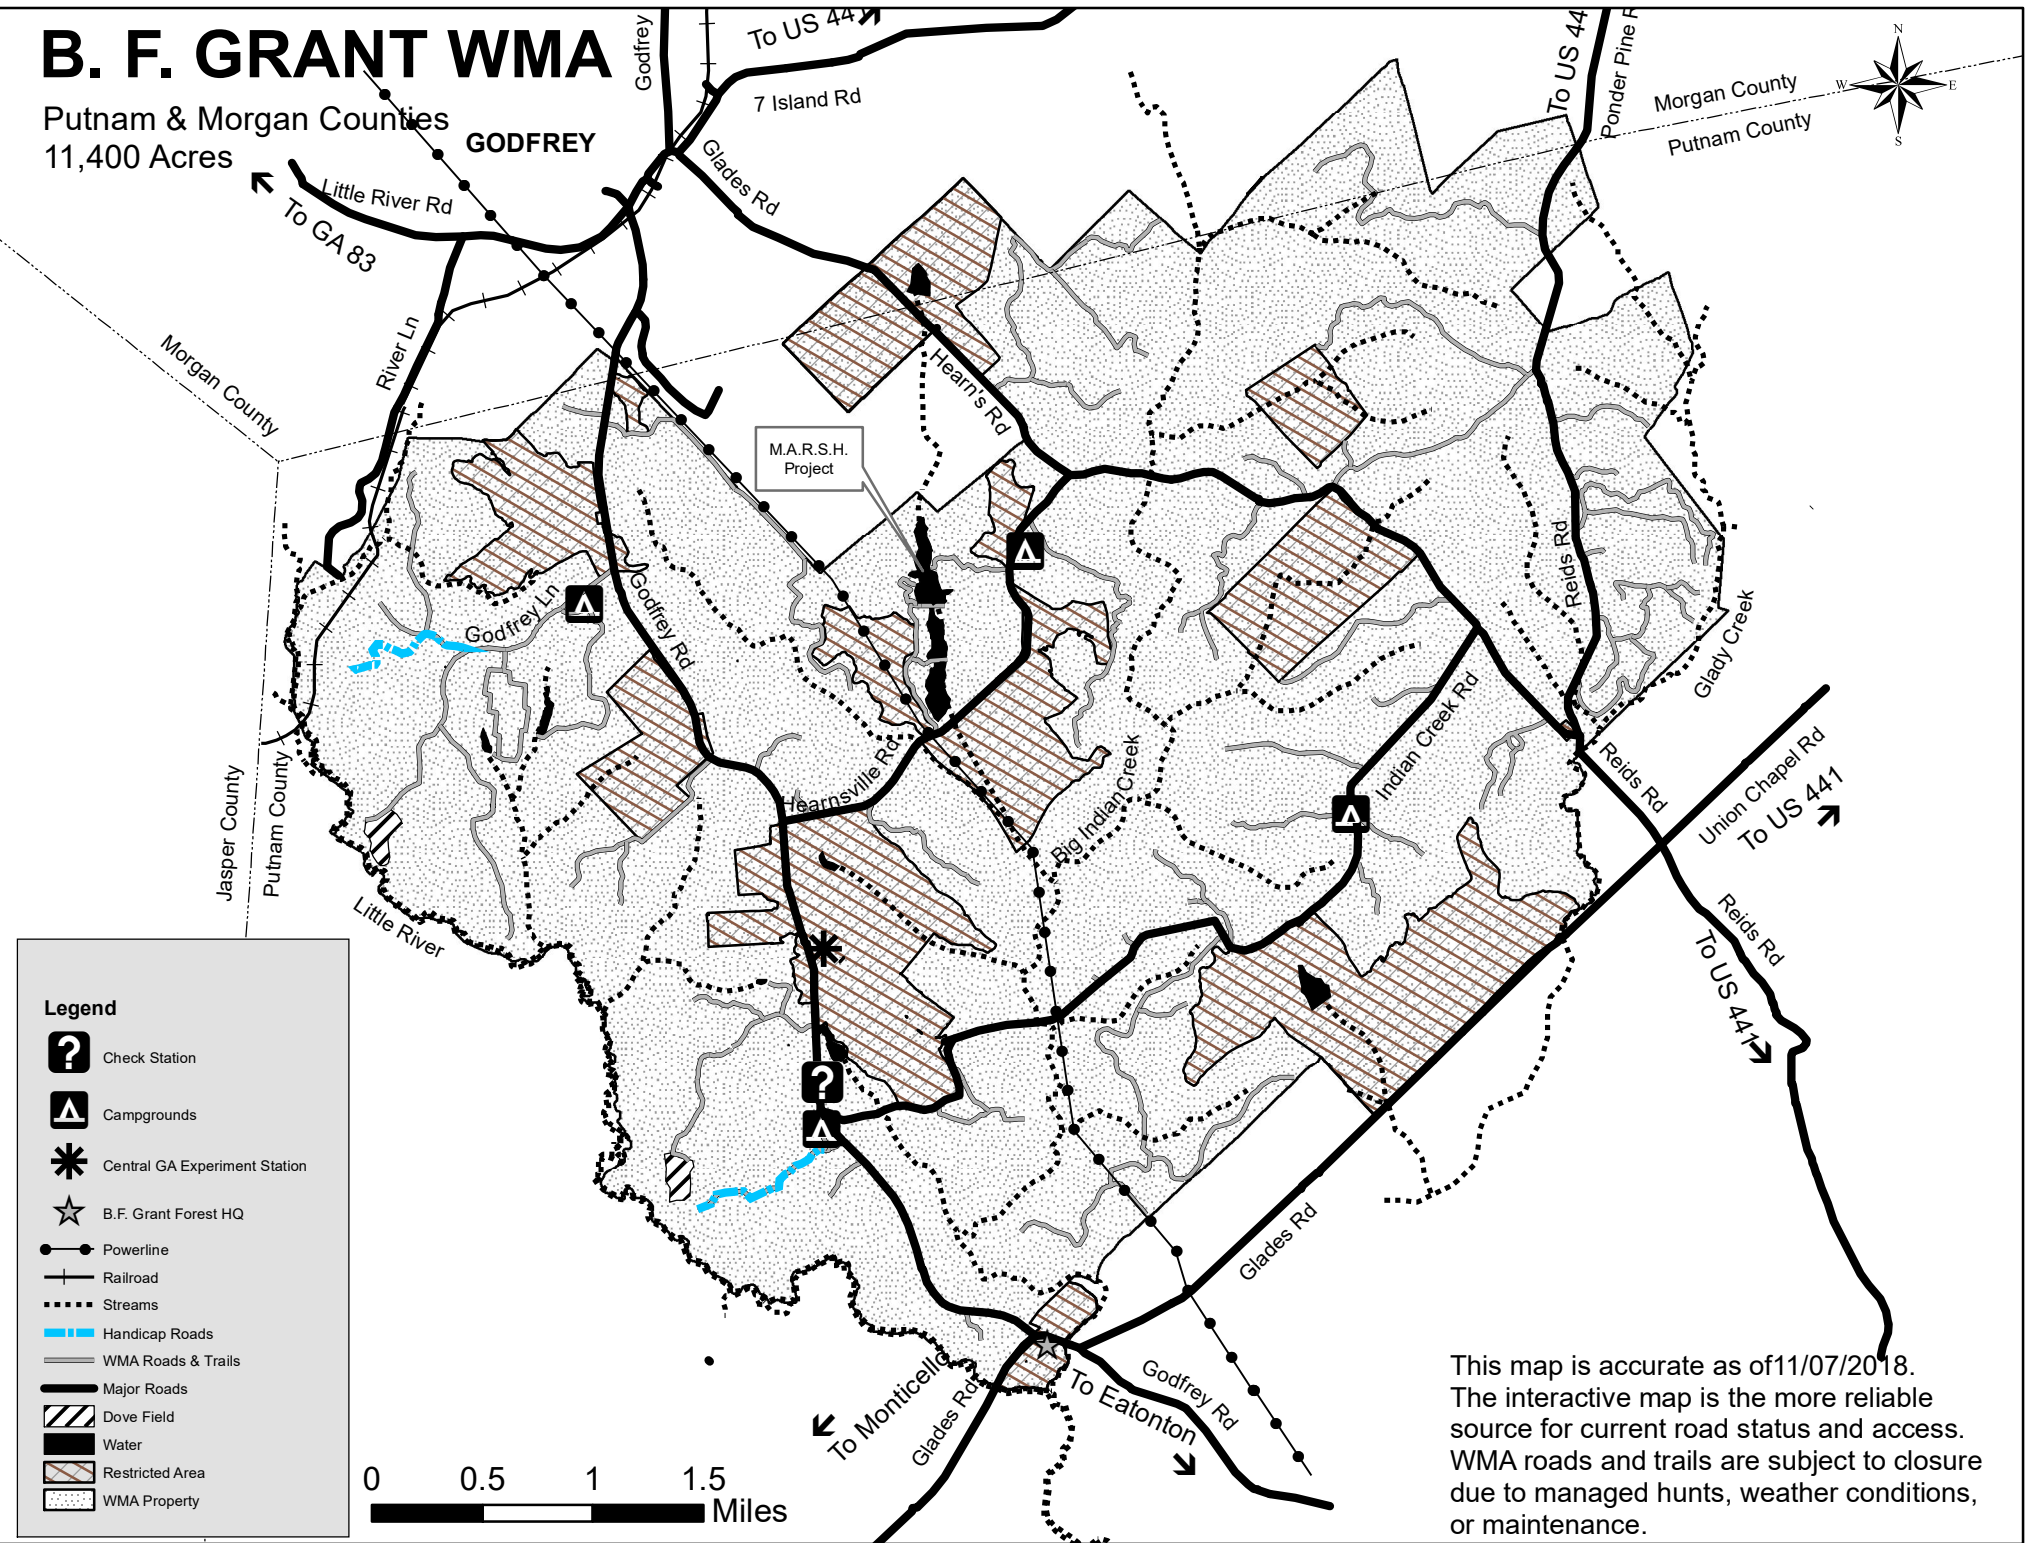 B. F. GRANT WMA
Putnam & Morgan Counties
11,400 Acres
GODFREY
Godfrey
To US 441
7 Island Rd
Glades Rd
Little River Rd
To GA 83
River Ln
Morgan County
To US 44
Ponder Pine R
Morgan County
Putnam County
N
W
E
S
Hearn's Rd
M.A.R.S.H.
Project
Godfrey Ln
Godfrey Rd
Reids Rd
Glady Creek
Indian Creek Rd
Big Indian Creek
Hearnsville Rd
Reids Rd
Union Chapel Rd
To US 441
Jasper County
Putnam County
Little River
Reids Rd
To US 441
Glades Rd
To Monticello
Glades Rd
To Eatonton
Godfrey Rd
Legend
?
Check Station
Campgrounds
Central GA Experiment Station
B.F. Grant Forest HQ
Powerline
Railroad
Streams
Handicap Roads
WMA Roads & Trails
Major Roads
Dove Field
Water
Restricted Area
WMA Property
?
0 0.5 1 1.5
Miles
This map is accurate as of11/07/2018.
The interactive map is the more reliable
source for current road status and access.
WMA roads and trails are subject to closure
due to managed hunts, weather conditions,
or maintenance.